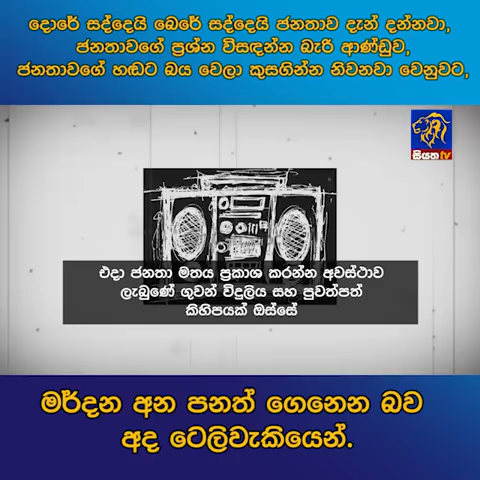 දොරේ සද්දෙයි බෙරේ සද්දෙයි ජනතාව දැන් දන්නවා,
ජනතාවගේ ප්‍රශ්න විසඳන්න බැරි ආණ්ඩුව,
ජනතාවගේ හඬට බය වෙලා කුසගින්න නිවනවා වෙනුවට,
සියත tv
එදා ජනතා මතය ප්‍රකාශ කරන්න අවස්ථාව
ලැබුණේ ගුවන් විදුලිය සහ පුවත්පත්
කිහිපයක් ඔස්සේ
මර්දන අන පනත් ගෙනෙන බව
අද ටෙලිවැකියෙන්.